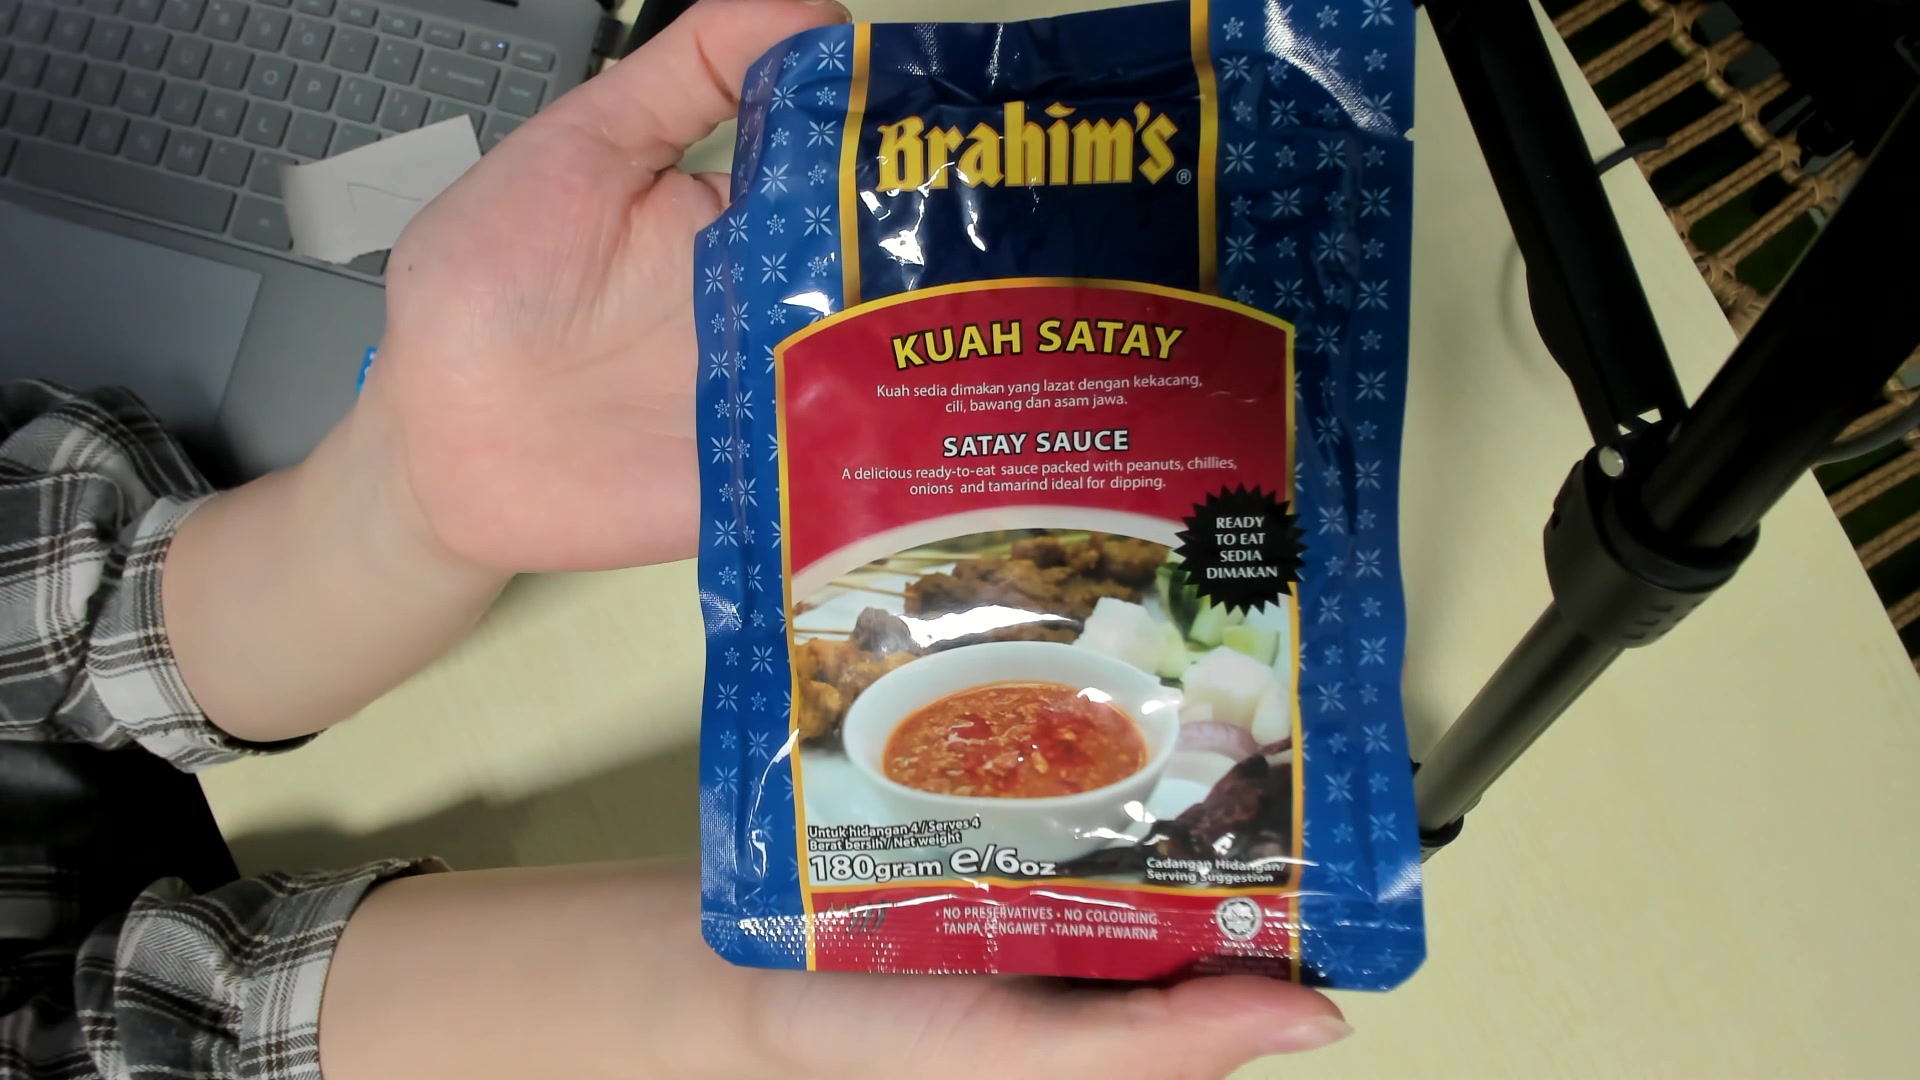 Brahim's®
KUAH SATAY
Kuah sedia dimakan yang lazat dengan kekacang,
cili, bawang dan asam jawa.
SATAY SAUCE
A delicious ready-to-eat sauce packed with peanuts, chillies,
onions and tamarind ideal for dipping.
READY
TO EAT
SEDIA
DIMAKAN
Untuk hidangan 4 / Serves 4
Berat bersih / Net weight
180gram e/6oz
Cadangan Hidangan/
Serving Suggestion
• NO PRESERVATIVES • NO COLOURING
• TANPA PENGAWET • TANPA PEWARNA